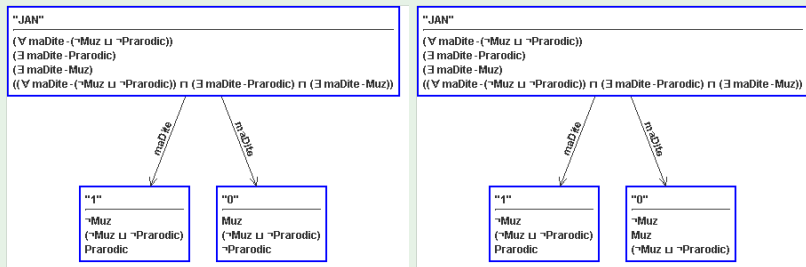 "JAN"
(∀ maDite-(¬Muz ⊔ ¬Prarodic))
(∃ maDite-Prarodic)
(∃ maDite-Muz)
((∀ maDite-(¬Muz ⊔ ¬Prarodic)) ⊓ (∃ maDite-Prarodic) ⊓ (∃ maDite-Muz))
maDite
maDite
"1"
¬Muz
(¬Muz ⊔ ¬Prarodic)
Prarodic
"0"
Muz
(¬Muz ⊔ ¬Prarodic)
¬Prarodic
"JAN"
(∀ maDite-(¬Muz ⊔ ¬Prarodic))
(∃ maDite-Prarodic)
(∃ maDite-Muz)
((∀ maDite-(¬Muz ⊔ ¬Prarodic)) ⊓ (∃ maDite-Prarodic) ⊓ (∃ maDite-Muz))
maDite
maDite
"1"
¬Muz
(¬Muz ⊔ ¬Prarodic)
Prarodic
"0"
¬Muz
Muz
(¬Muz ⊔ ¬Prarodic)